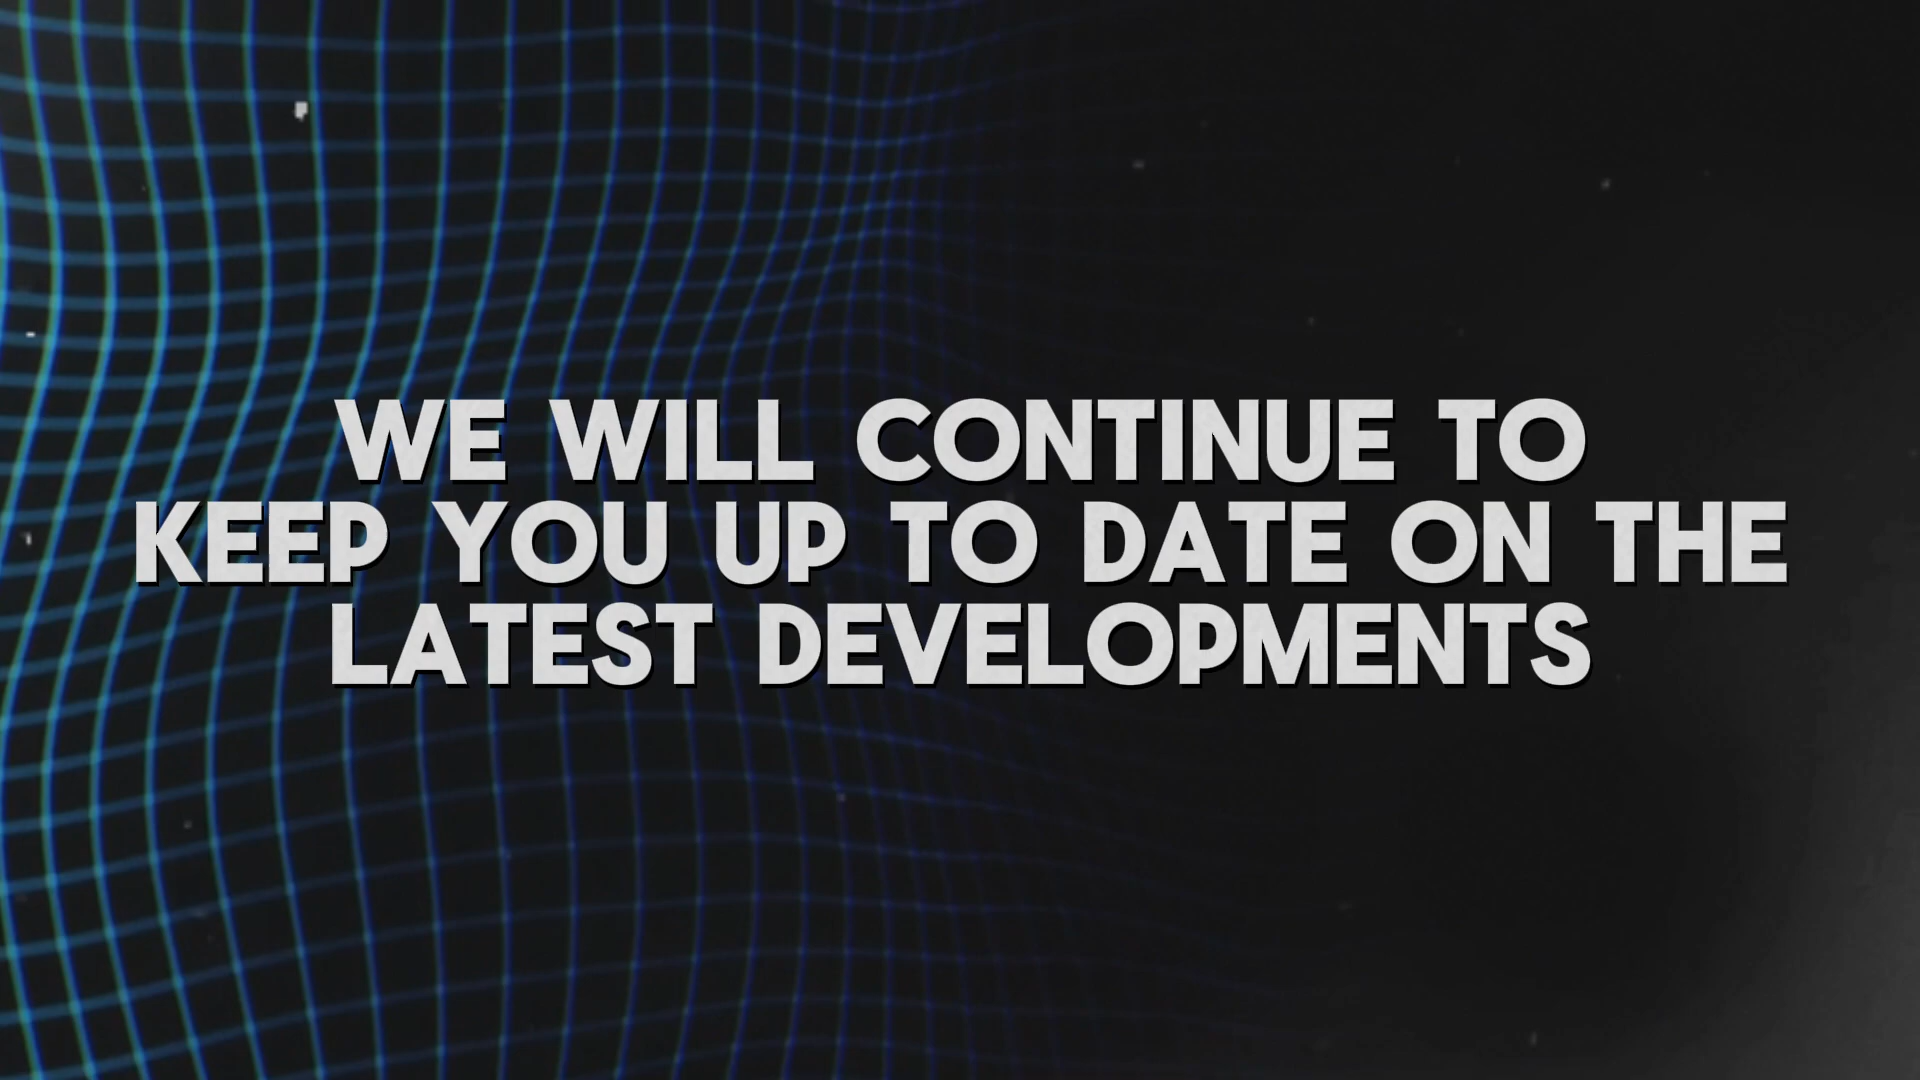 WE WILL CONTINUE TO
KEEP YOU UP TO DATE ON THE
LATEST DEVELOPMENTS